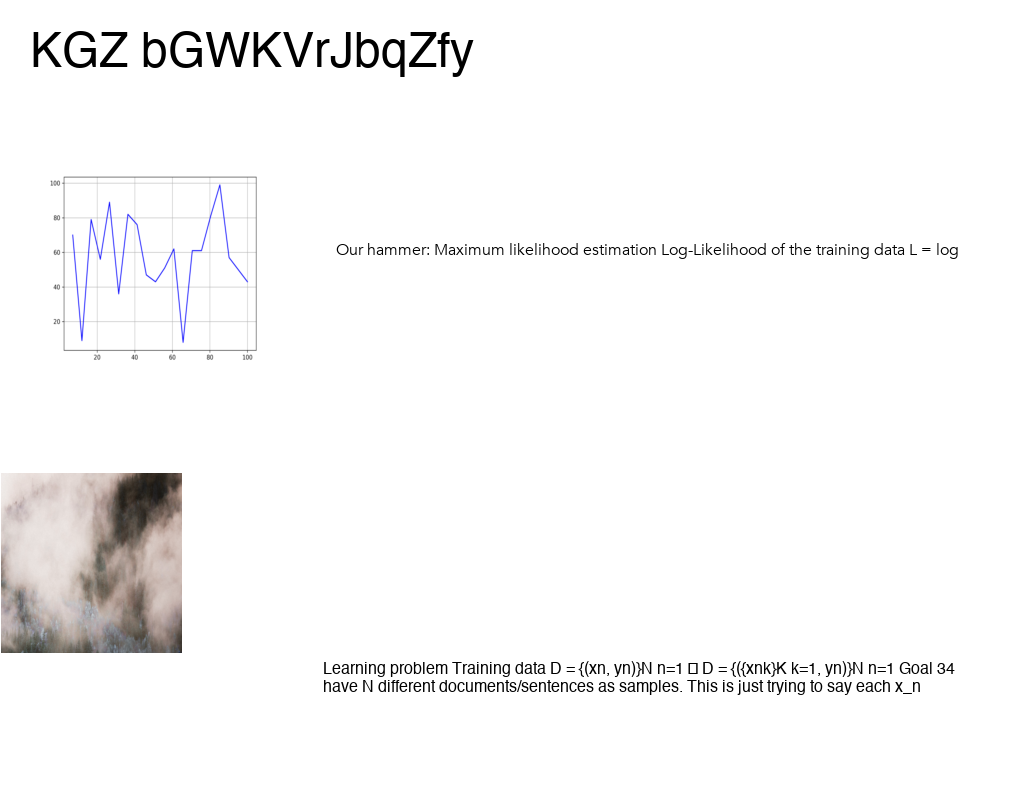 KGZ bGWKVrJbqZfy
100
80
60
40
20
20 40 60 80 100
Our hammer: Maximum likelihood estimation Log-Likelihood of the training data L = log
Learning problem Training data D = {(xn, yn)}N n=1 □ D = {({xnk}K k=1, yn)}N n=1 Goal 34
have N different documents/sentences as samples. This is just trying to say each x_n